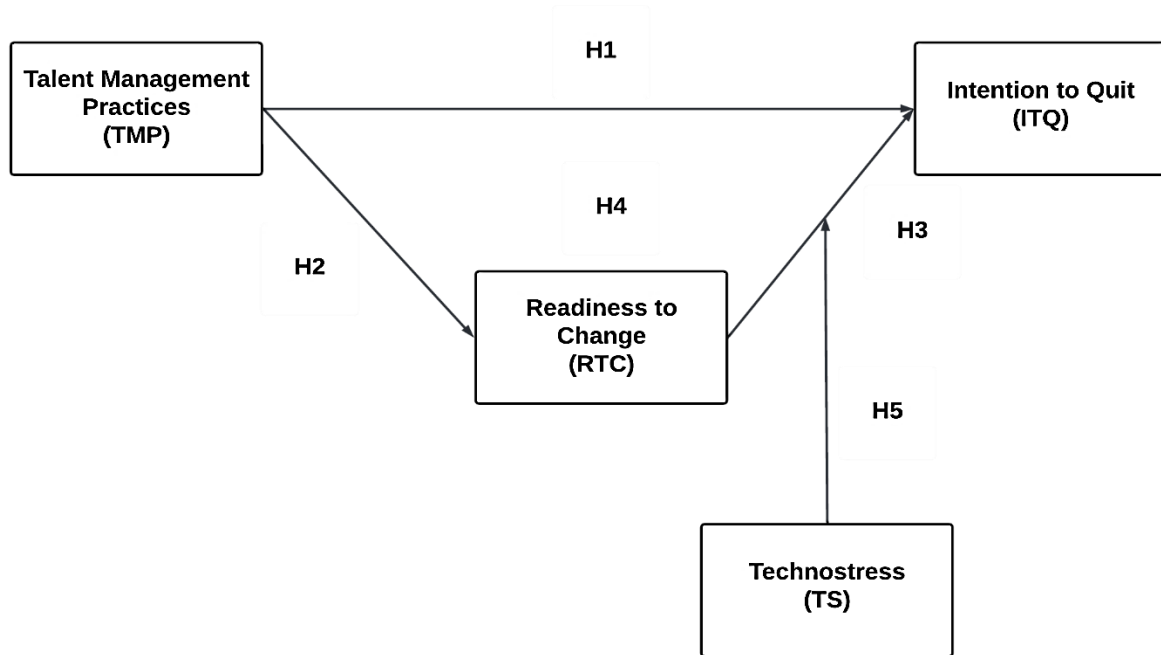 H1
Talent Management
Practices
(TMP)
Intention to Quit
(ITQ)
H4
H3
H2
Readiness to
Change
(RTC)
H5
Technostress
(TS)